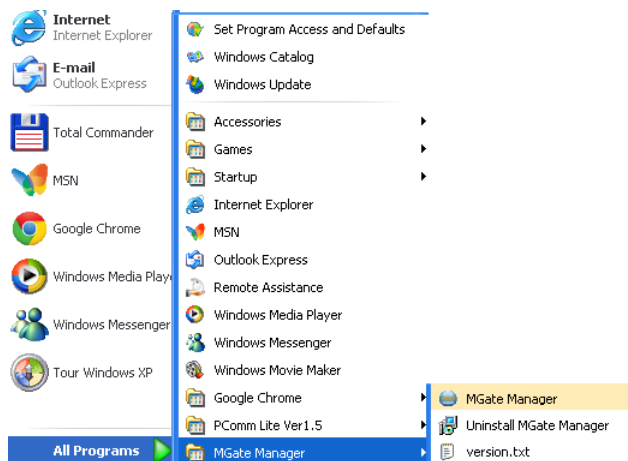 Internet
Internet Explorer
E-mail
Outlook Express
Total Commander
MSN
Google Chrome
Windows Media Play
Windows Messenger
Tour Windows XP
All Programs
Set Program Access and Defaults
Windows Catalog
Windows Update
Accessories
Games
Startup
Internet Explorer
MSN
Outlook Express
Remote Assistance
Windows Media Player
Windows Messenger
Windows Movie Maker
Google Chrome
PComm Lite Ver1.5
MGate Manager
MGate Manager
Uninstall MGate Manager
version.txt